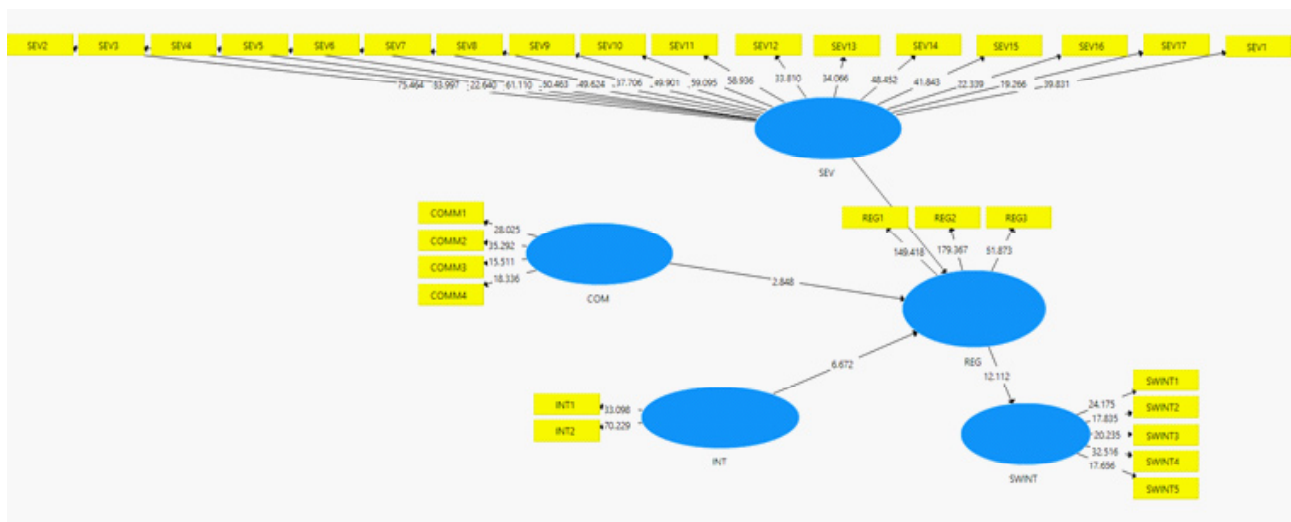 SEV2 SEV3 SEV4 SEV5 SEV6 SEV7 SEV8 SEV9 SEV10 SEV11 SEV12 SEV13 SEV14 SEV15 SEV16 SEV17 SEV1
75.464 53.997 22.640 61.110 50.463 49.624 37.706 49.901 59.095 58.936 33.810 34.066 48.452 41.643 22.339 19.266 39.831
SEV
COMM1
COMM2
COMM3
COMM4
28.025
35.292
15.511
18.336
COM
REG1 REG2 REG3
149.418 179.367 51.873
2.848
REG
6.672
12.112
INT1
INT2
33.098
70.229
INT
SWINT
24.175
17.835
20.235
32.516
17.656
SWINT1
SWINT2
SWINT3
SWINT4
SWINT5